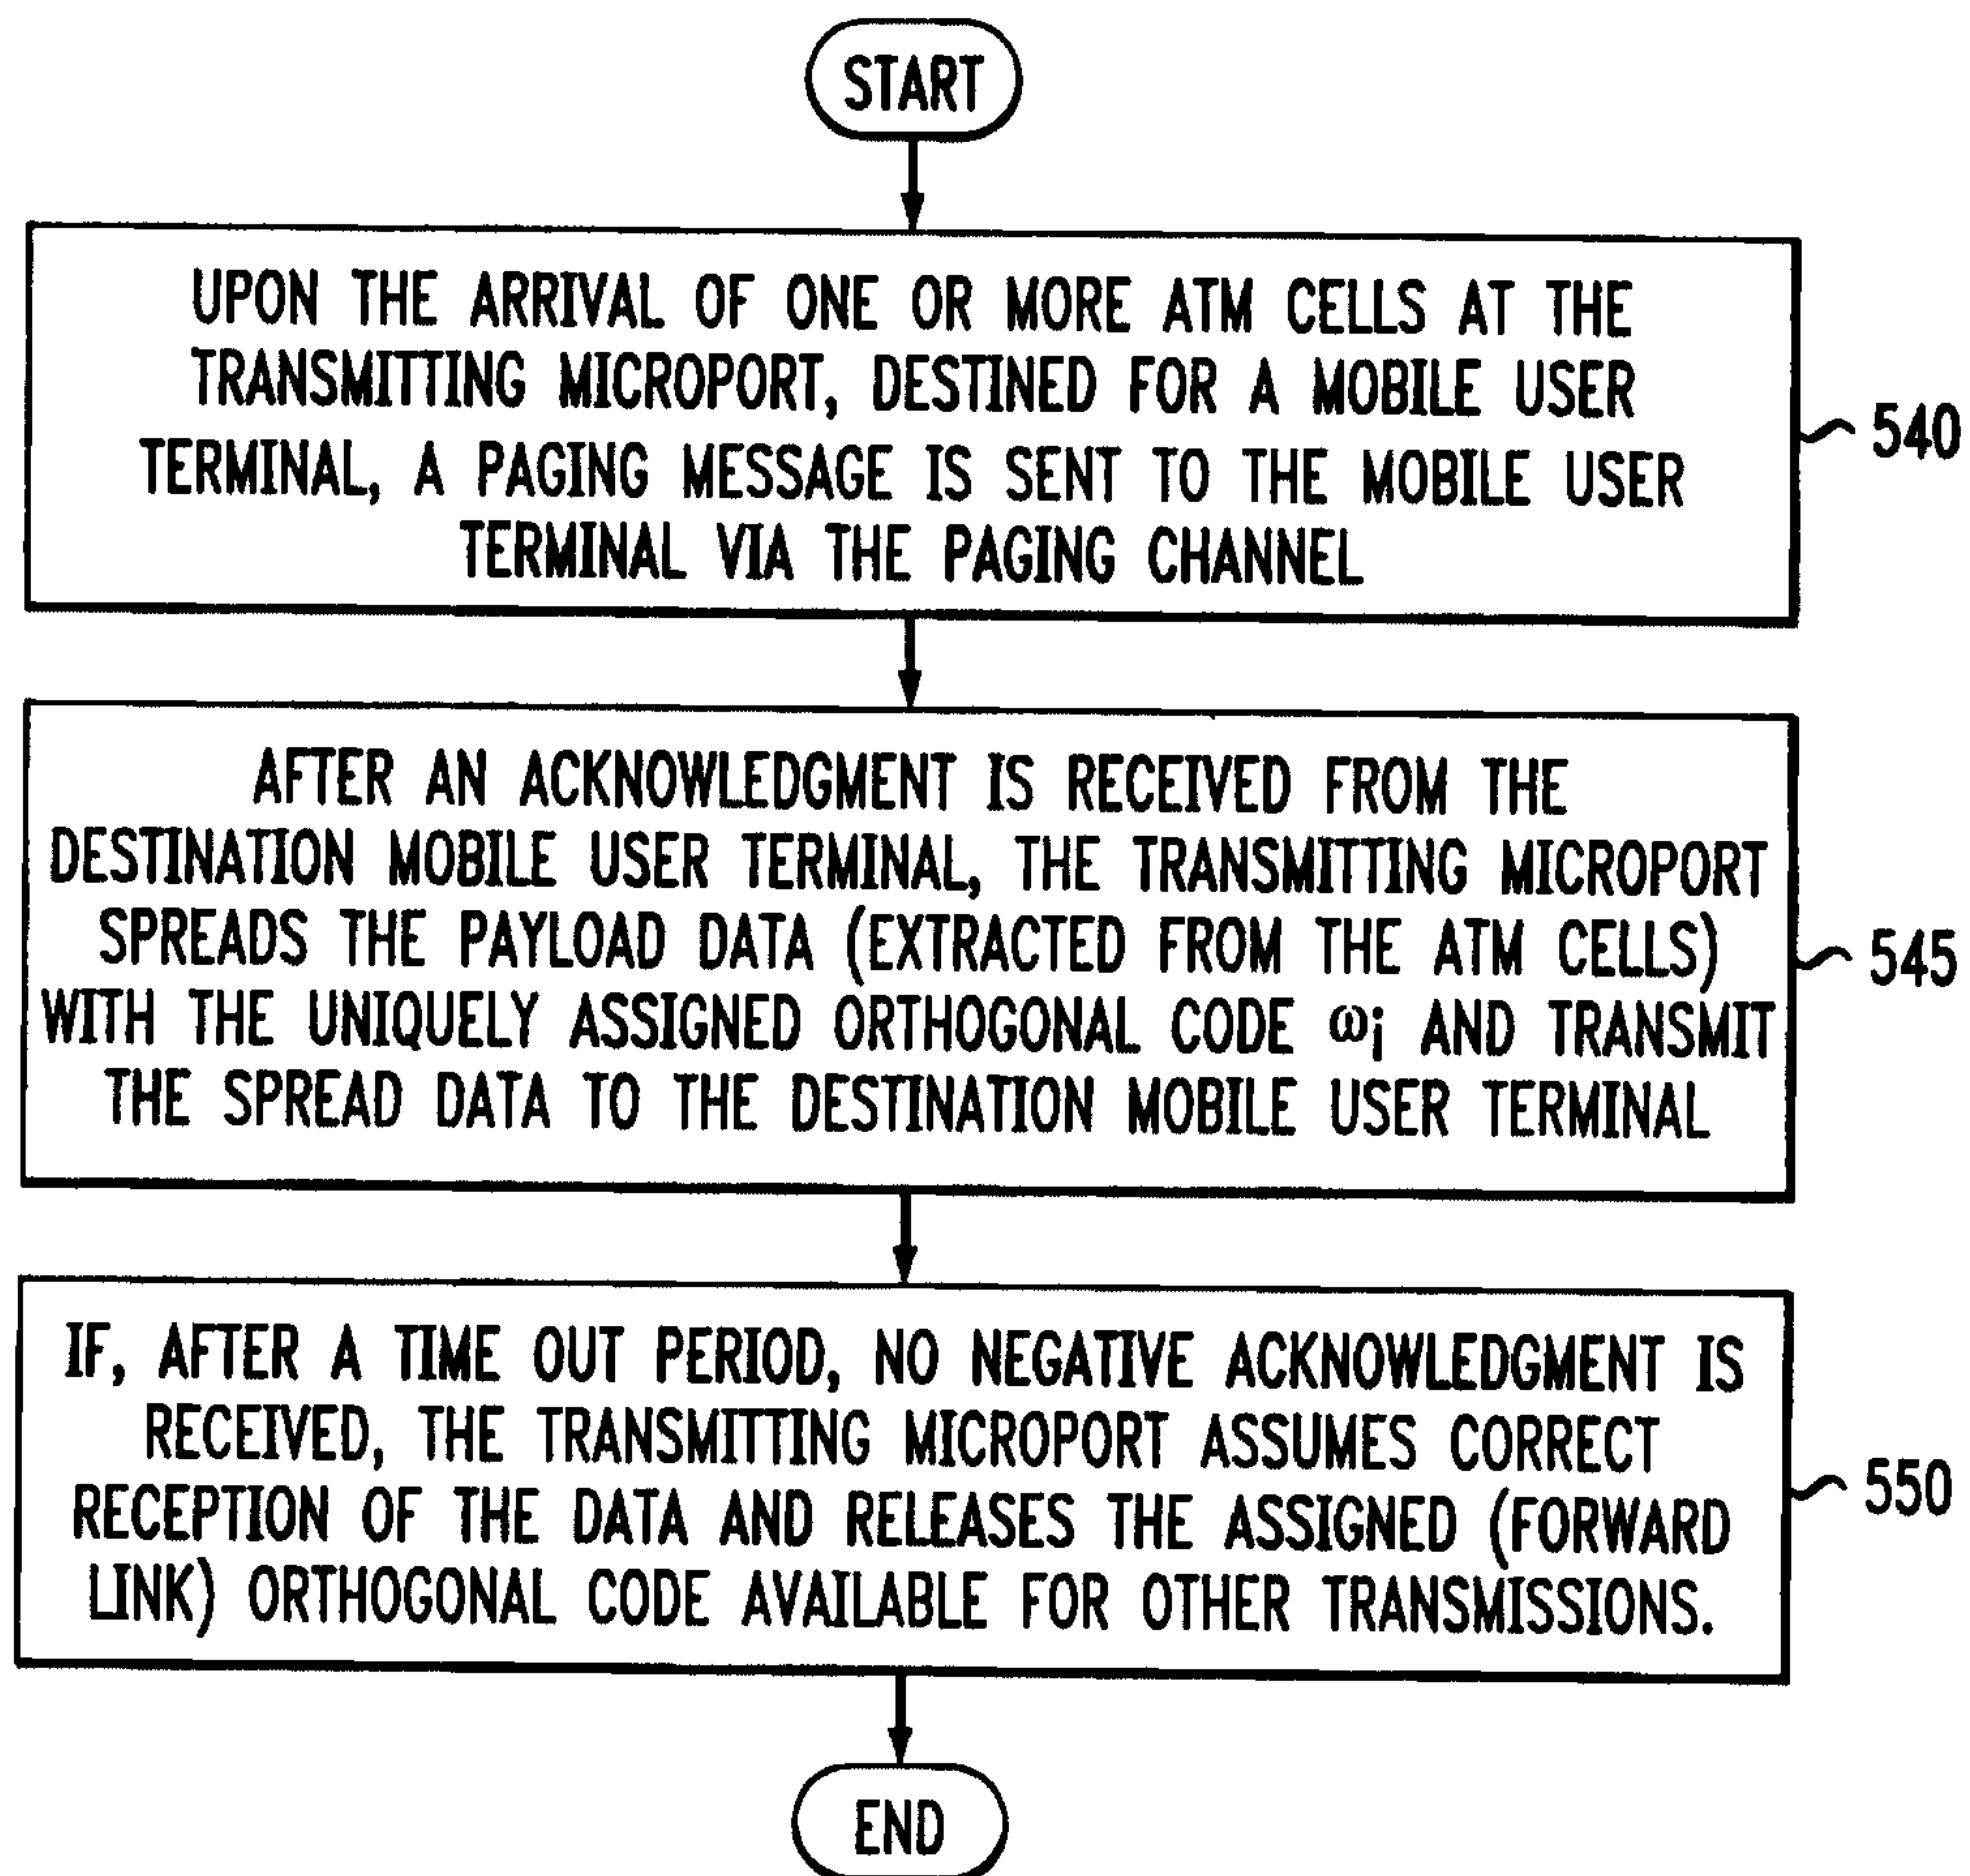 START
UPON THE ARRIVAL OF ONE OR MORE ATM CELLS AT THE
TRANSMITTING MICROPORT, DESTINED FOR A MOBILE USER
TERMINAL, A PAGING MESSAGE IS SENT TO THE MOBILE USER
TERMINAL VIA THE PAGING CHANNEL
540
AFTER AN ACKNOWLEDGMENT IS RECEIVED FROM THE
DESTINATION MOBILE USER TERMINAL, THE TRANSMITTING MICROPORT
SPREADS THE PAYLOAD DATA (EXTRACTED FROM THE ATM CELLS)
WITH THE UNIQUELY ASSIGNED ORTHOGONAL CODE ωj AND TRANSMIT
THE SPREAD DATA TO THE DESTINATION MOBILE USER TERMINAL
545
IF, AFTER A TIME OUT PERIOD, NO NEGATIVE ACKNOWLEDGMENT IS
RECEIVED, THE TRANSMITTING MICROPORT ASSUMES CORRECT
RECEPTION OF THE DATA AND RELEASES THE ASSIGNED (FORWARD
LINK) ORTHOGONAL CODE AVAILABLE FOR OTHER TRANSMISSIONS.
550
END